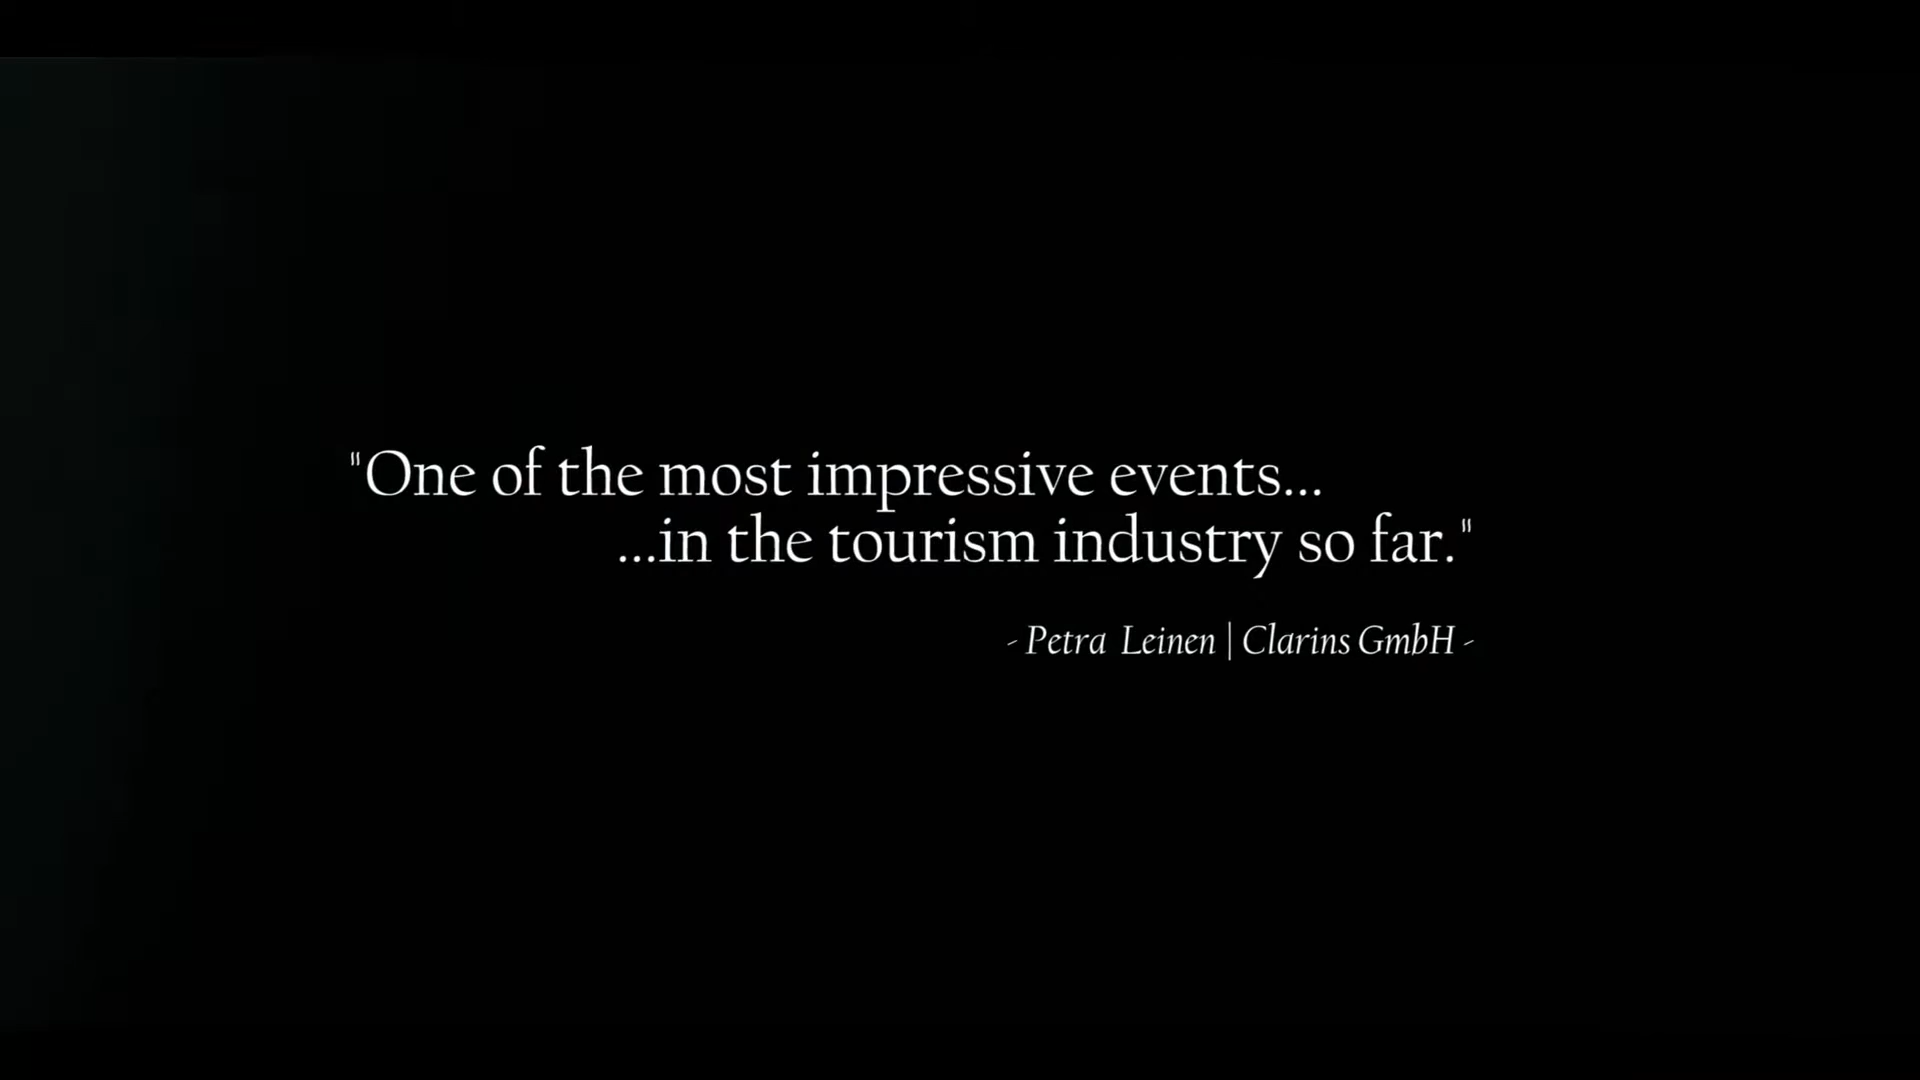 "One of the most impressive events...
...in the tourism industry so far."
- Petra Leinen | Clarins GmbH -